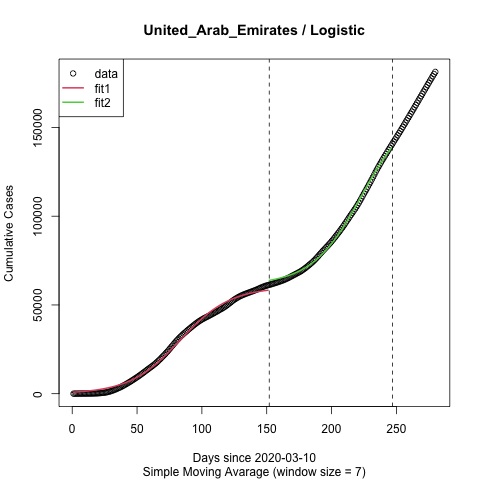 United_Arab_Emirates / Logistic
data
fit1
fit2
Cumulative Cases
150000
100000
50000
0
0 50 100 150 200 250
Days since 2020-03-10
Simple Moving Avarage (window size = 7)